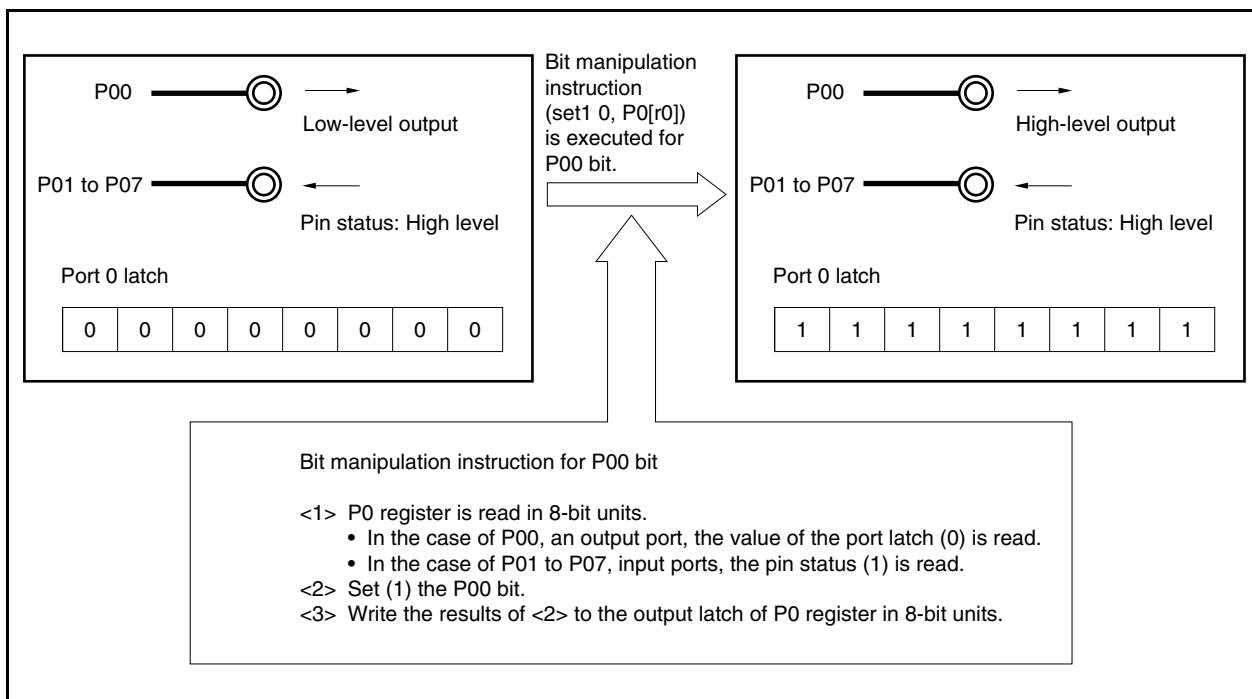 P00
Low-level output
P01 to P07
Pin status: High level
Port 0 latch
0 0 0 0 0 0 0 0
Bit manipulation
instruction
(set1 0, P0[r0])
is executed for
P00 bit.
P00
High-level output
P01 to P07
Pin status: High level
Port 0 latch
1 1 1 1 1 1 1 1
Bit manipulation instruction for P00 bit
<1> P0 register is read in 8-bit units.
• In the case of P00, an output port, the value of the port latch (0) is read.
• In the case of P01 to P07, input ports, the pin status (1) is read.
<2> Set (1) the P00 bit.
<3> Write the results of <2> to the output latch of P0 register in 8-bit units.